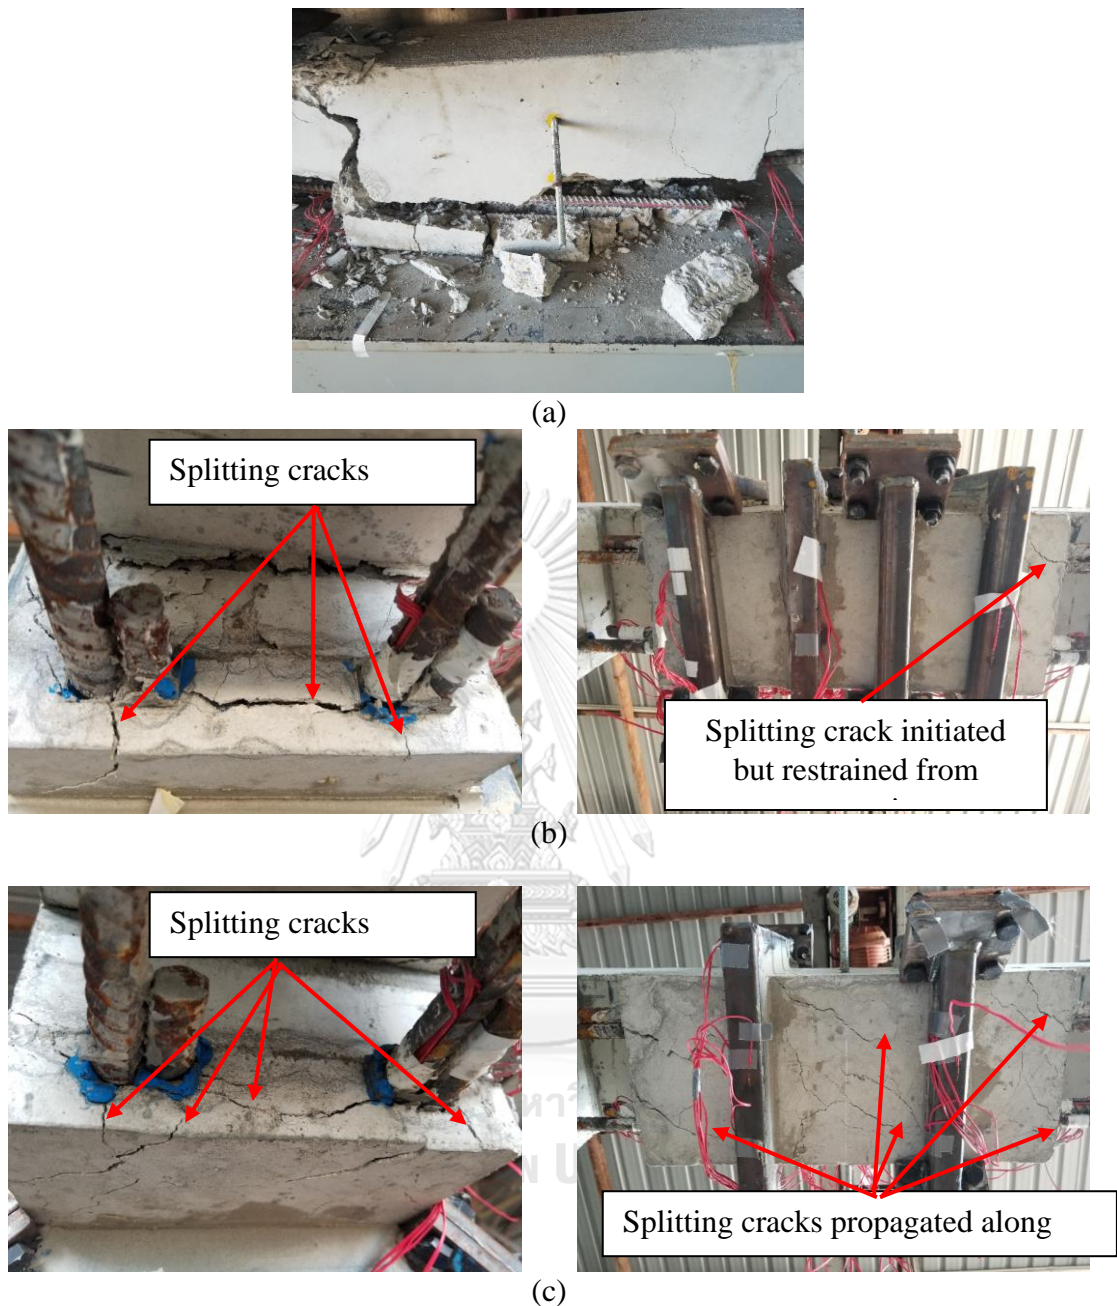 (a)
Splitting cracks
Splitting crack initiated
but restrained from
(b)
Splitting cracks
Splitting cracks propagated along
(c)